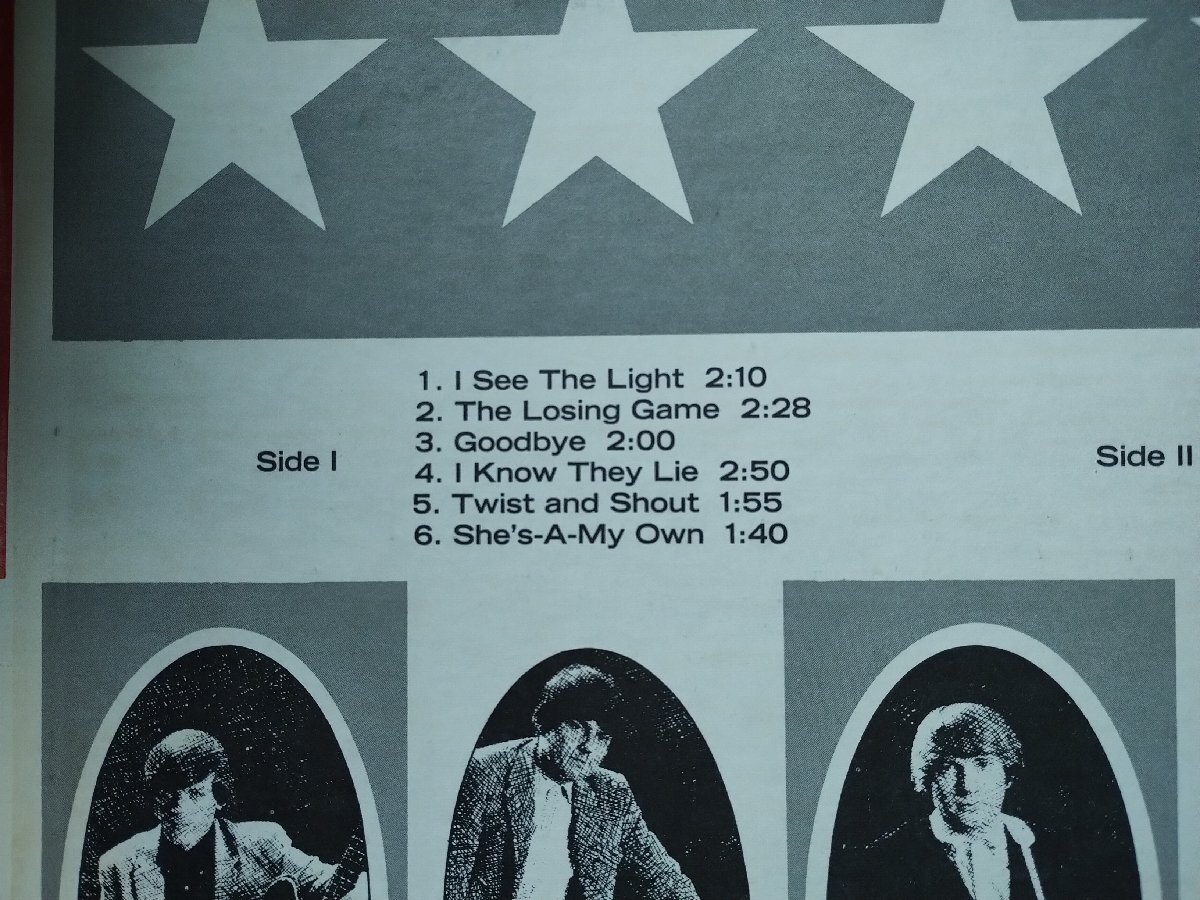 1. I See The Light 2:10
2. The Losing Game 2:28
3. Goodbye 2:00
Side I
4. I Know They Lie 2:50
5. Twist and Shout 1:55
6. She's-A-My Own 1:40
Side II